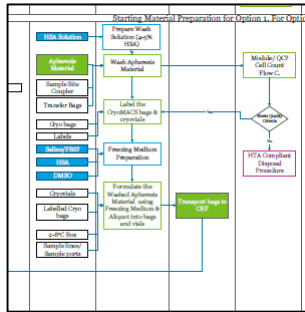 Starting Material Preparation for Option 1. For Optio
HSA Solution
Prepare Wash
Solution (4-5%
HSA)
Apheresis
Material
Wash Apheresis
Material
Module/ QCP
Cell Count
Flow C.
Sample Site
Coupler
Transfer Bags
Label the
CryoMACS bags &
cryovials
Meets Quality
Criteria
Yes
Cryo bags
Labels
No
Saline/PBS
HSA
DMSO
Freezing Medium
Preparation
HTA Compliant
Disposal
Procedure
Cryovials
Labelled Cryo
bags
2-8°C Box
Sample lines/
Sample ports
Formulate the
Washed Apheresis
Material using
Freezing Medium &
Aliquot into bags
and vials
Transport bags to
CRF